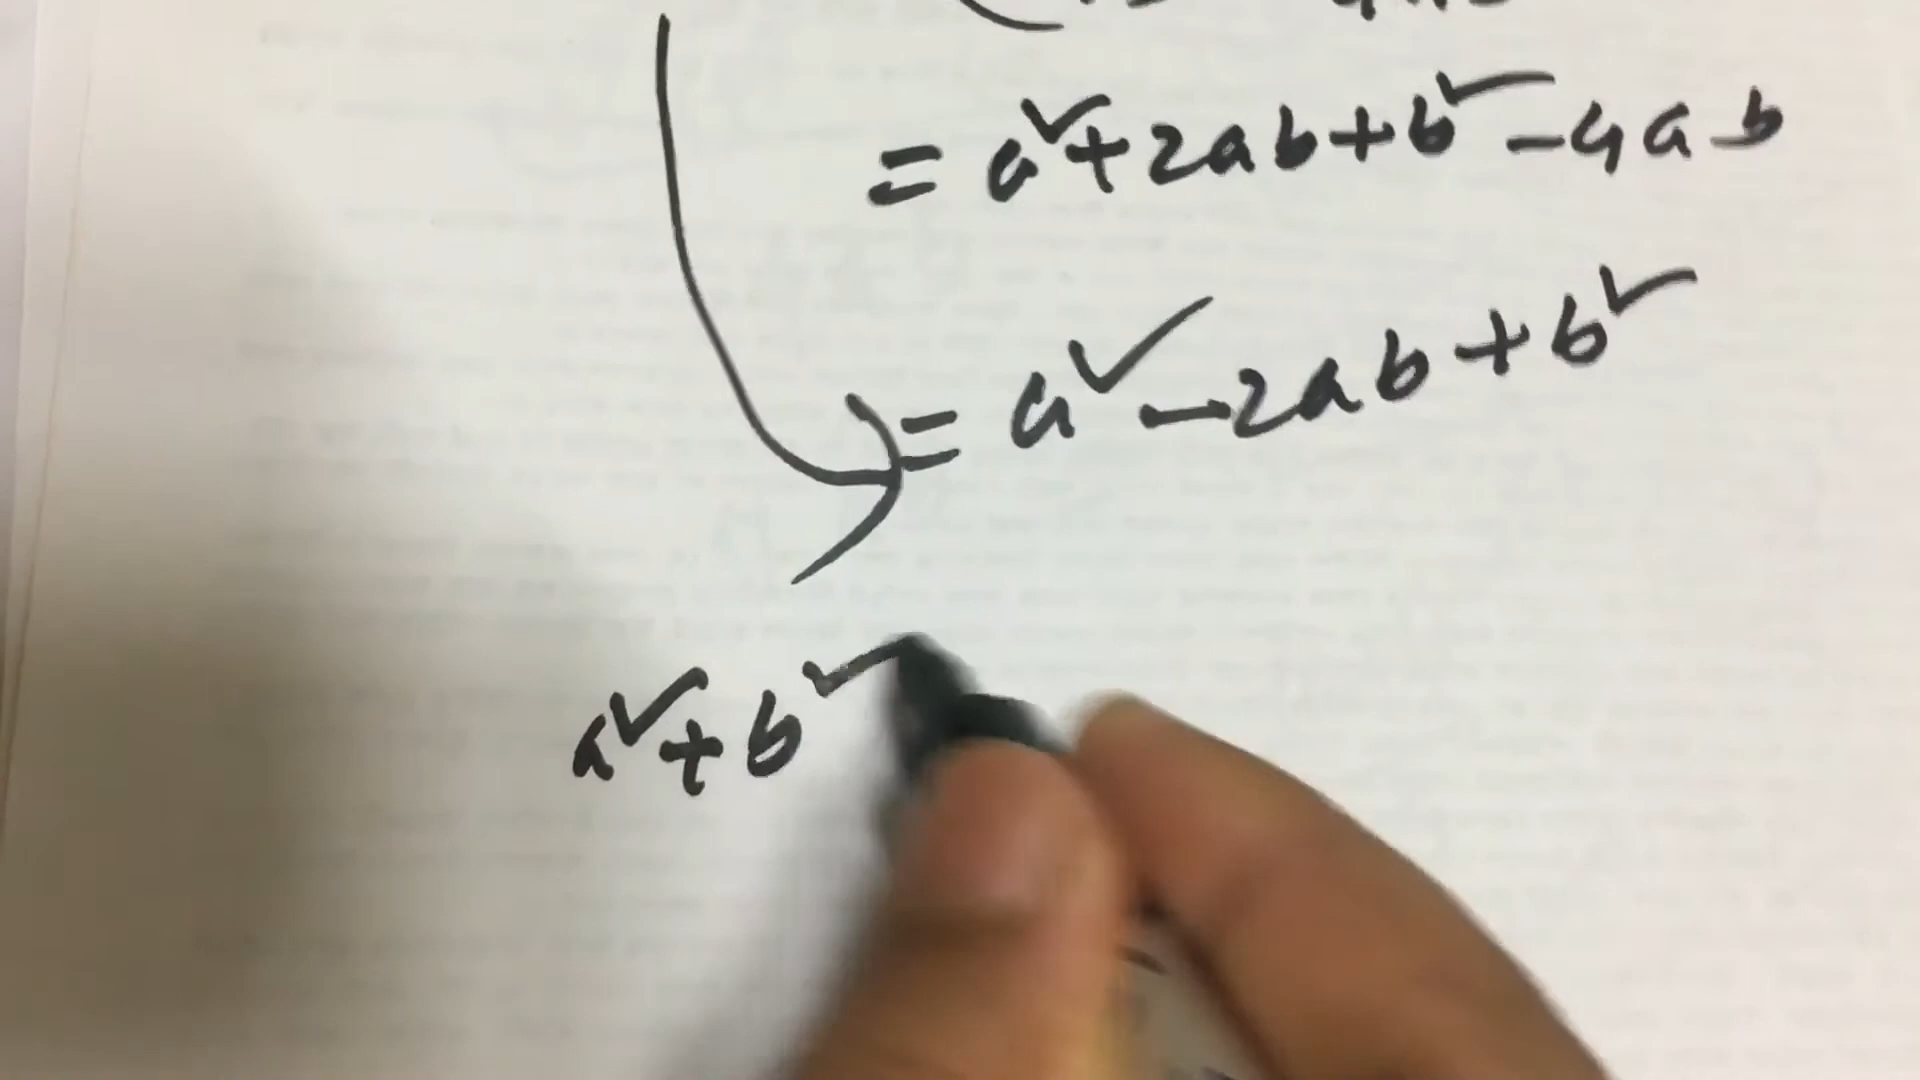 = a²+2ab+b²-4ab
= a²-2ab+b²
a²+b²